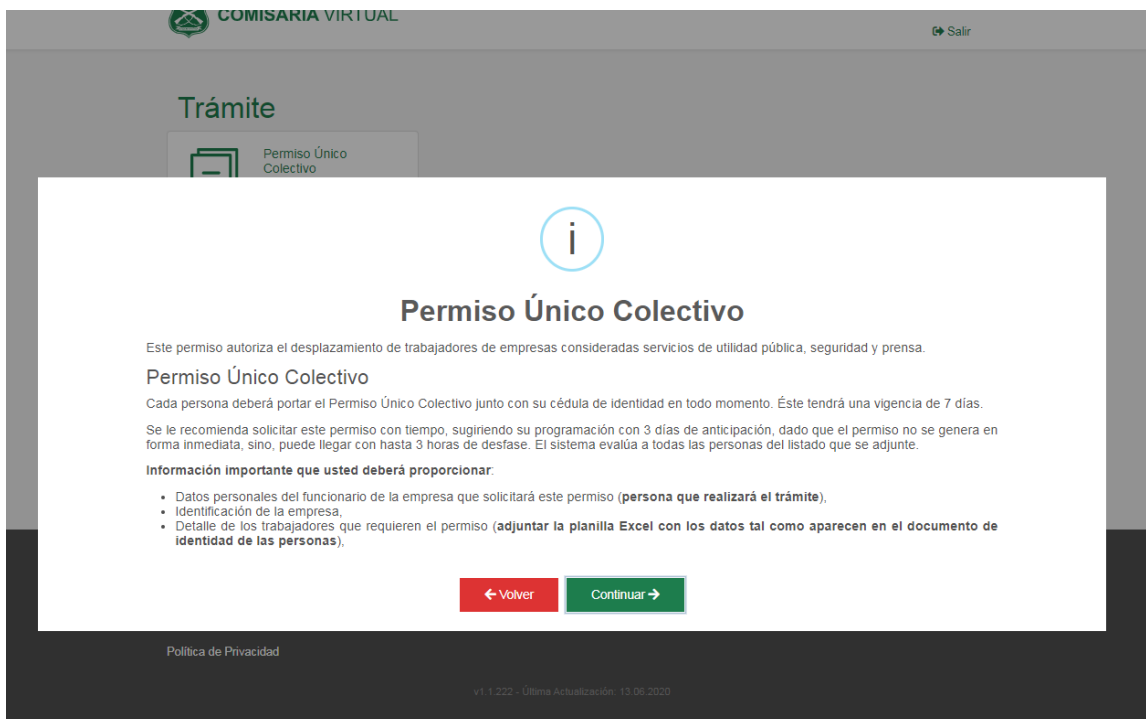 COMISARIA VIRTUAL
Salir
Trámite
Permiso Único
Colectivo
i
Permiso Único Colectivo
Este permiso autoriza el desplazamiento de trabajadores de empresas consideradas servicios de utilidad pública, seguridad y prensa.
Permiso Único Colectivo
Cada persona deberá portar el Permiso Único Colectivo junto con su cédula de identidad en todo momento. Éste tendrá una vigencia de 7 días.
Se le recomienda solicitar este permiso con tiempo, sugiriendo su programación con 3 días de anticipación, dado que el permiso no se genera en
forma inmediata, sino, puede llegar con hasta 3 horas de desfase. El sistema evalúa a todas las personas del listado que se adjunte.
Información importante que usted deberá proporcionar:
• Datos personales del funcionario de la empresa que solicitará este permiso (persona que realizará el trámite),
• Identificación de la empresa,
• Detalle de los trabajadores que requieren el permiso (adjuntar la planilla Excel con los datos tal como aparecen en el documento de
identidad de las personas),
← Volver
Continuar →
Política de Privacidad
v1.1.222 - Última Actualización: 13.06.2020